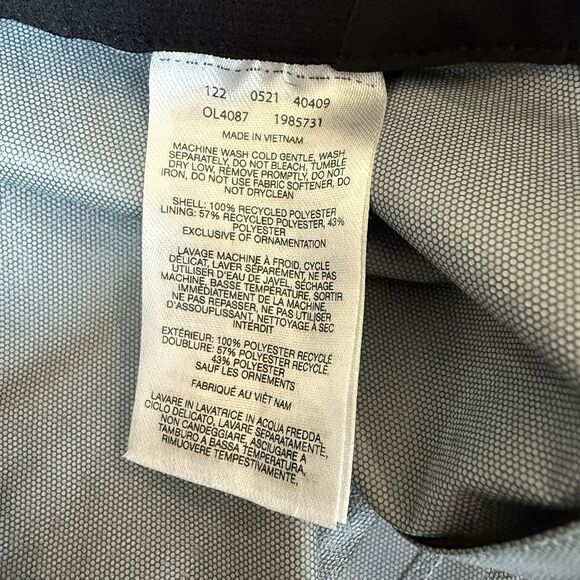 122 0521 40409
OL4087 1985731
MADE IN VIETNAM
MACHINE WASH COLD GENTLE, WASH
SEPARATELY, DO NOT BLEACH, TUMBLE
DRY LOW, REMOVE PROMPTLY, DO NOT
IRON, DO NOT USE FABRIC SOFTENER, DO
NOT DRYCLEAN
SHELL: 100% RECYCLED POLYESTER
LINING: 57% RECYCLED POLYESTER, 43%
POLYESTER
EXCLUSIVE OF ORNAMENTATION
LAVAGE MACHINE À FROID, CYCLE
DÉLICAT, LAVER SÉPARÉMENT, NE PAS
UTILISER D'EAU DE JAVEL, SÉCHAGE
MACHINE, BASSE TEMPÉRATURE, SORTIR
IMMÉDIATEMENT DE LA MACHINE,
NE PAS REPASSER, NE PAS UTILISER
D'ASSOUPLISSANT, NETTOYAGE À SEC
INTERDIT
EXTÉRIEUR: 100% POLYESTER RECYCLÉ
DOUBLURE: 57% POLYESTER RECYCLÉ,
43% POLYESTER
SAUF LES ORNEMENTS
FABRIQUÉ AU VIÊT NAM
LAVARE IN LAVATRICE IN ACQUA FREDDA,
CICLO DELICATO, LAVARE SEPARATAMENTE,
NON CANDEGGIARE, ASCIUGARE A
TAMBURO A BASSA TEMPERATURA,
RIMUOVERE TEMPESTIVAMENTE,